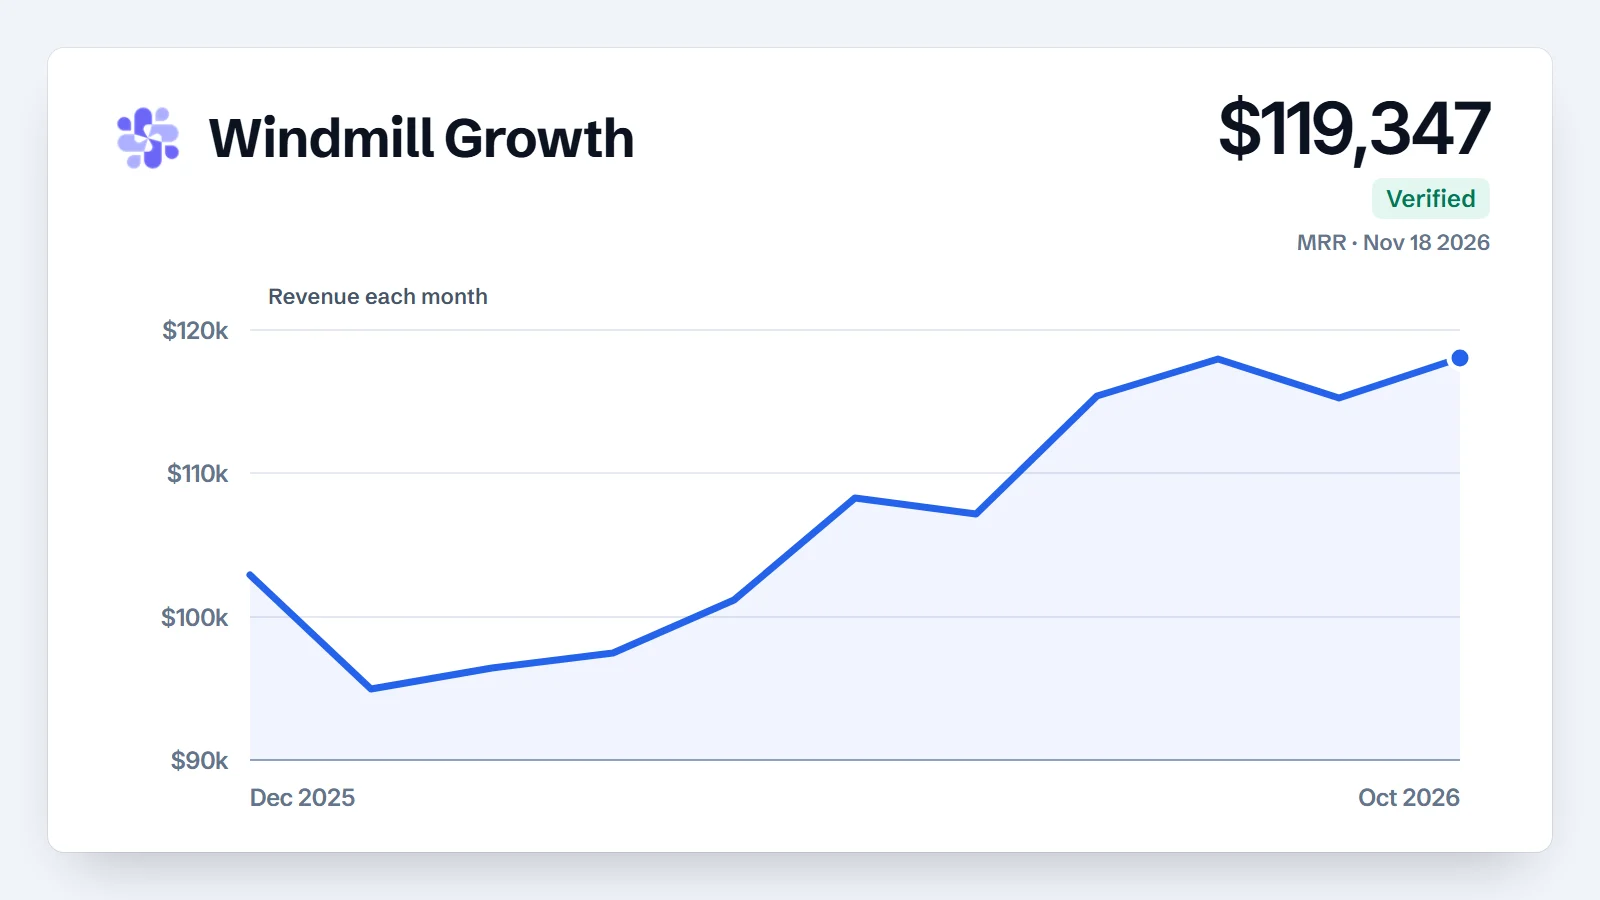 Windmill Growth
$119,347
Verified
MRR · Nov 18 2026
Revenue each month
$120k
$110k
$100k
$90k
Dec 2025
Oct 2026